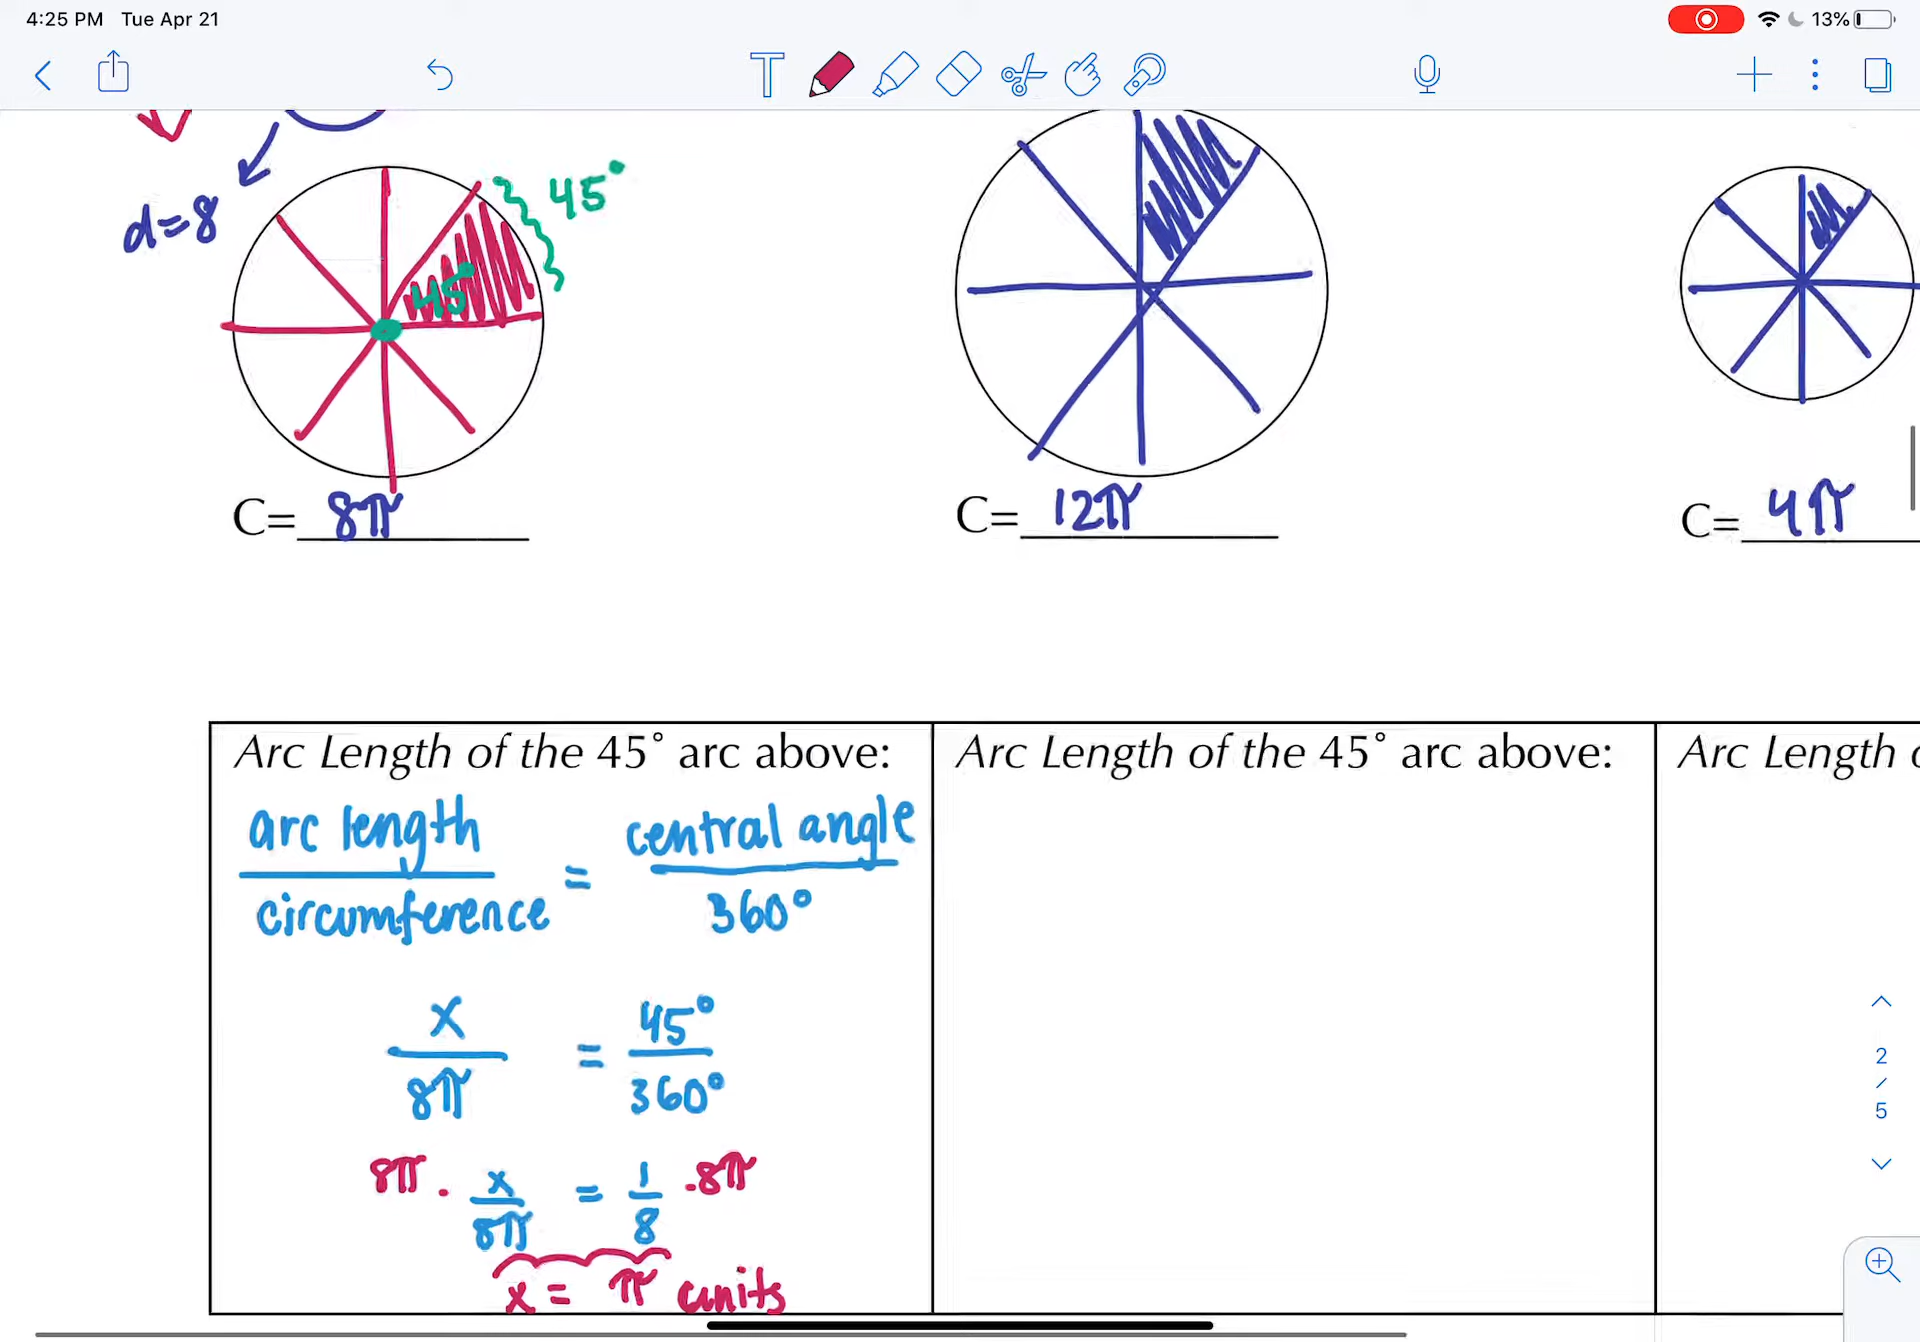 4:25 PM Tue Apr 21
13%
T
d=8
45°
45°
C= 8π
C= 12π
C= 4π
Arc Length of the 45° arc above:
arc length = central angle
circumference 360°
x = 45°
8π 360°
8π · x = 1 ·8π
8π 8
x = π units
Arc Length of the 45° arc above:
Arc Length
2
/
5